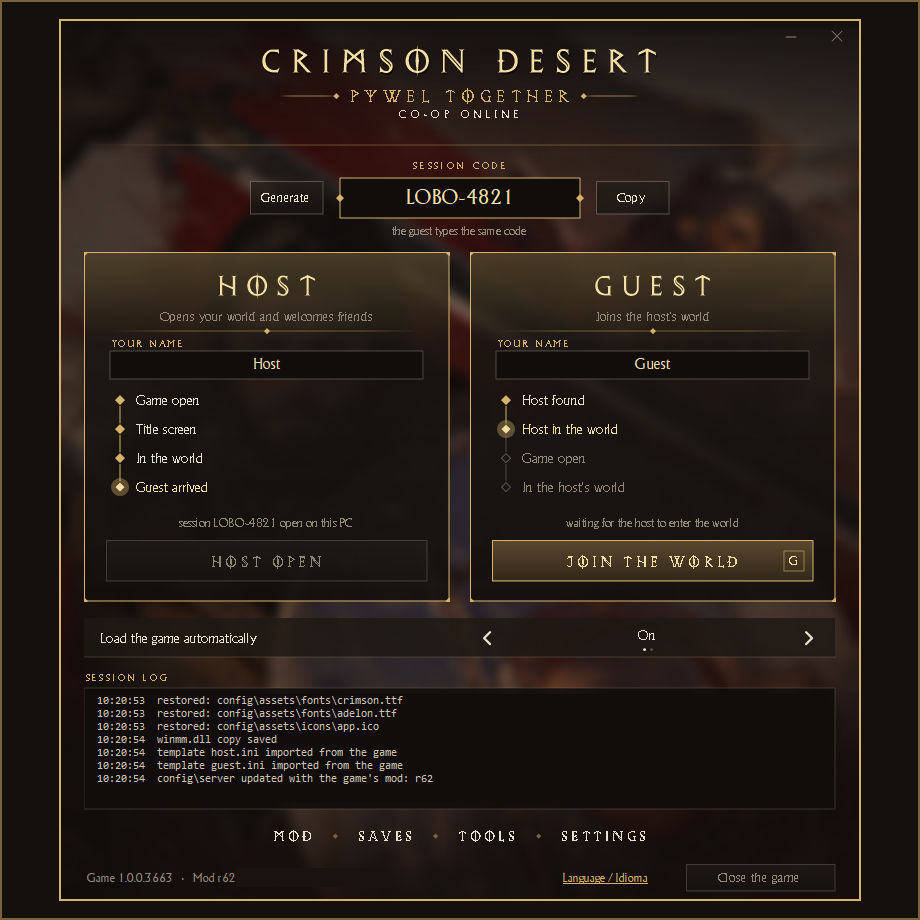 CRIMSON DESERT
PYWEL TOGETHER
CO-OP ONLINE
SESSION CODE
Generate
LOBO-4821
Copy
the guest types the same code
HOST
Opens your world and welcomes friends
YOUR NAME
Host
Game open
Title screen
In the world
Guest arrived
session LOBO-4821 open on this PC
HOST OPEN
GUEST
Joins the host's world
YOUR NAME
Guest
Host found
Host in the world
Game open
In the host's world
waiting for the host to enter the world
JOIN THE WORLD G
Load the game automatically
On
SESSION LOG
10:20:53 restored: config\assets\fonts\crimson.ttf
10:20:53 restored: config\assets\fonts\adelon.ttf
10:20:53 restored: config\assets\icons\app.ico
10:20:54 winmm.dll copy saved
10:20:54 template host.ini imported from the game
10:20:54 template guest.ini imported from the game
10:20:54 config\server updated with the game's mod: r62
MOD SAVES TOOLS SETTINGS
Game 1.0.0.3663 · Mod r62
Language / Idioma
Close the game